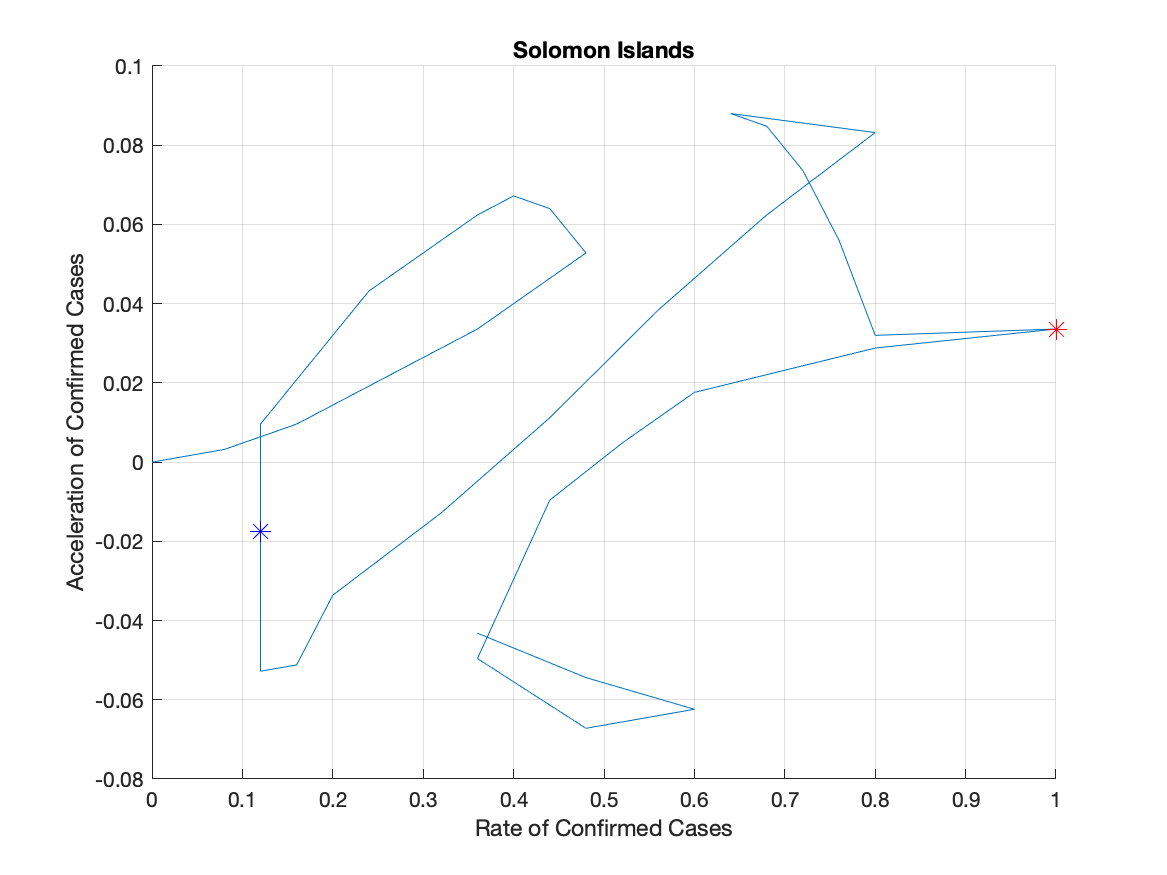 Solomon Islands
0.1
0.08
0.06
0.04
0.02
0
-0.02
-0.04
-0.06
-0.08
Acceleration of Confirmed Cases
0 0.1 0.2 0.3 0.4 0.5 0.6 0.7 0.8 0.9 1
Rate of Confirmed Cases